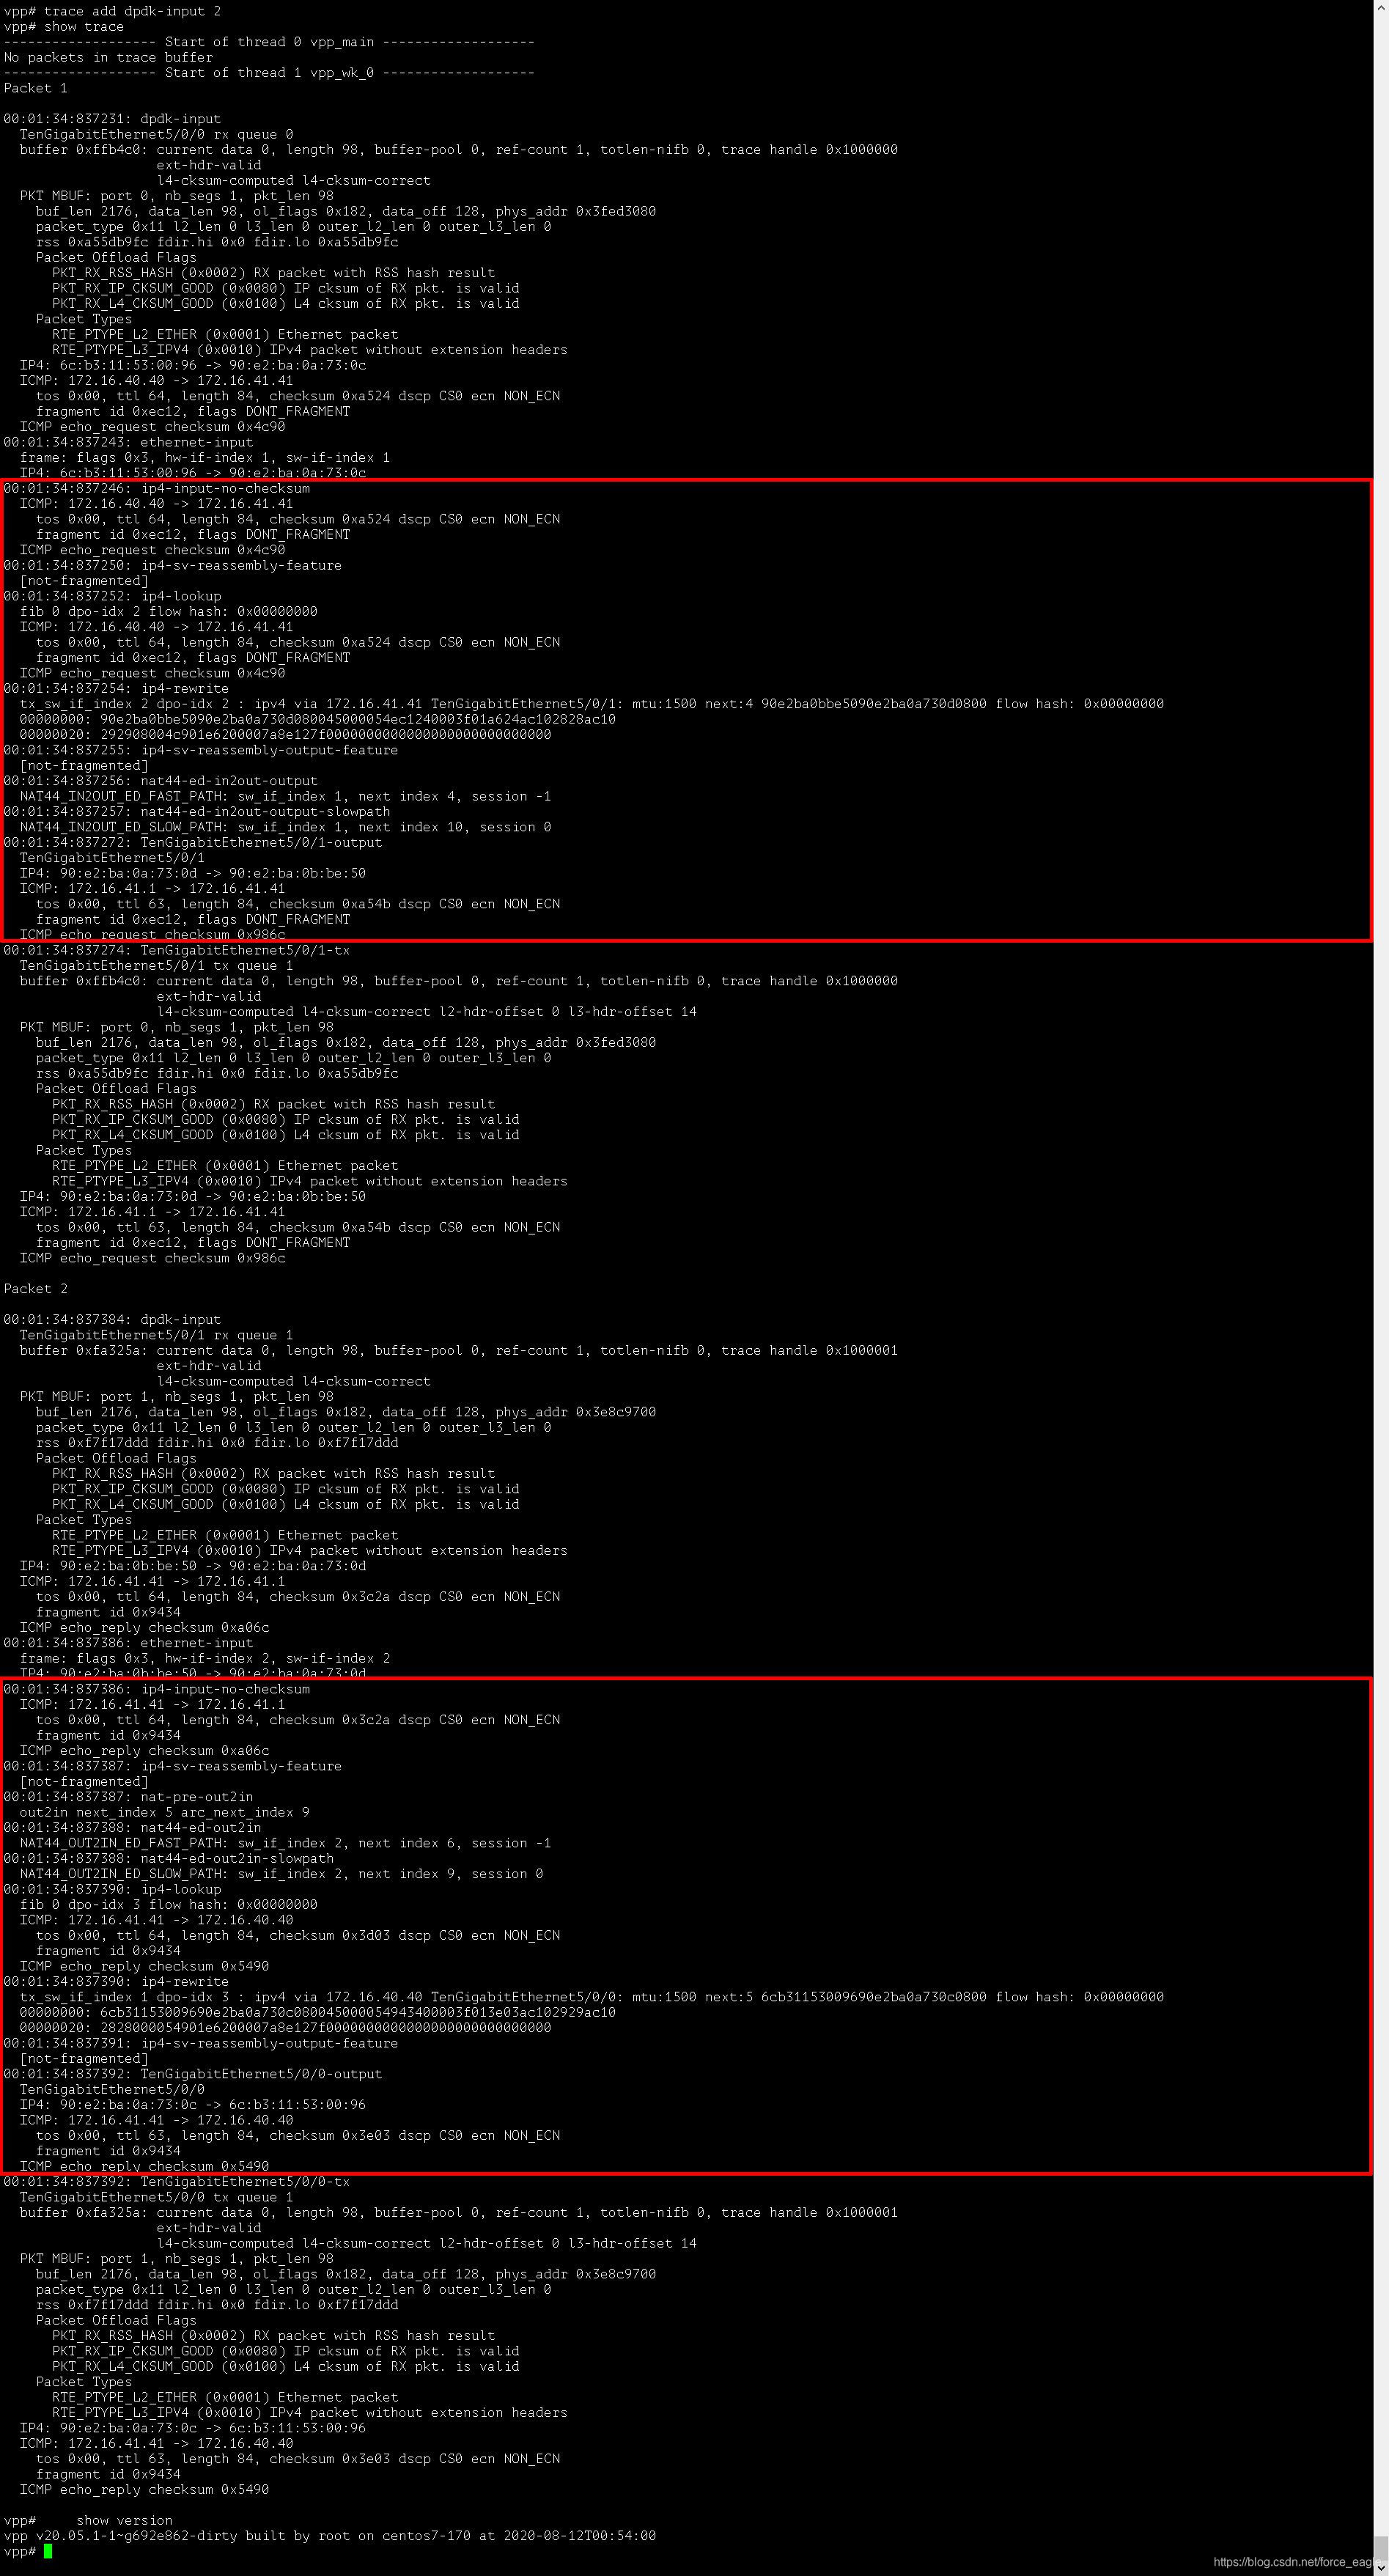 vpp# trace add dpdk-input 2
vpp# show trace
------------------- Start of thread 0 vpp_main -------------------
No packets in trace buffer
------------------- Start of thread 1 vpp_wk_0 -------------------
Packet 1
00:01:34:837231: dpdk-input
TenGigabitEthernet5/0/0 rx queue 0
buffer 0xffb4c0: current data 0, length 98, buffer-pool 0, ref-count 1, totlen-nifb 0, trace handle 0x1000000
ext-hdr-valid
l4-cksum-computed l4-cksum-correct
PKT MBUF: port 0, nb_segs 1, pkt_len 98
buf_len 2176, data_len 98, ol_flags 0x182, data_off 128, phys_addr 0x3fed3080
packet_type 0x11 l2_len 0 l3_len 0 outer_l2_len 0 outer_l3_len 0
rss 0xa55db9fc fdir.hi 0x0 fdir.lo 0xa55db9fc
Packet Offload Flags
PKT_RX_RSS_HASH (0x0002) RX packet with RSS hash result
PKT_RX_IP_CKSUM_GOOD (0x0080) IP cksum of RX pkt. is valid
PKT_RX_L4_CKSUM_GOOD (0x0100) L4 cksum of RX pkt. is valid
Packet Types
RTE_PTYPE_L2_ETHER (0x0001) Ethernet packet
RTE_PTYPE_L3_IPV4 (0x0010) IPv4 packet without extension headers
IP4: 6c:b3:11:53:00:96 -> 90:e2:ba:0a:73:0c
ICMP: 172.16.40.40 -> 172.16.41.41
tos 0x00, ttl 64, length 84, checksum 0xa524 dscp CS0 ecn NON_ECN
fragment id 0xec12, flags DONT_FRAGMENT
ICMP echo_request checksum 0x4c90
00:01:34:837243: ethernet-input
frame: flags 0x3, hw-if-index 1, sw-if-index 1
IP4: 6c:b3:11:53:00:96 -> 90:e2:ba:0a:73:0c
00:01:34:837246: ip4-input-no-checksum
ICMP: 172.16.40.40 -> 172.16.41.41
tos 0x00, ttl 64, length 84, checksum 0xa524 dscp CS0 ecn NON_ECN
fragment id 0xec12, flags DONT_FRAGMENT
ICMP echo_request checksum 0x4c90
00:01:34:837250: ip4-sv-reassembly-feature
[not-fragmented]
00:01:34:837252: ip4-lookup
fib 0 dpo-idx 2 flow hash: 0x00000000
ICMP: 172.16.40.40 -> 172.16.41.41
tos 0x00, ttl 64, length 84, checksum 0xa524 dscp CS0 ecn NON_ECN
fragment id 0xec12, flags DONT_FRAGMENT
ICMP echo_request checksum 0x4c90
00:01:34:837254: ip4-rewrite
tx_sw_if_index 2 dpo-idx 2 : ipv4 via 172.16.41.41 TenGigabitEthernet5/0/1: mtu:1500 next:4 90e2ba0bbe5090e2ba0a730d0800 flow hash: 0x00000000
00000000: 90e2ba0bbe5090e2ba0a730d080045000054ec1240003f01a624ac102828ac10
00000020: 292908004c901e6200007a8e127f0000000000000000000000000000
00:01:34:837255: ip4-sv-reassembly-output-feature
[not-fragmented]
00:01:34:837256: nat44-ed-in2out-output
NAT44_IN2OUT_ED_FAST_PATH: sw_if_index 1, next index 4, session -1
00:01:34:837257: nat44-ed-in2out-output-slowpath
NAT44_IN2OUT_ED_SLOW_PATH: sw_if_index 1, next index 10, session 0
00:01:34:837272: TenGigabitEthernet5/0/1-output
TenGigabitEthernet5/0/1
IP4: 90:e2:ba:0a:73:0d -> 90:e2:ba:0b:be:50
ICMP: 172.16.41.1 -> 172.16.41.41
tos 0x00, ttl 63, length 84, checksum 0xa54b dscp CS0 ecn NON_ECN
fragment id 0xec12, flags DONT_FRAGMENT
ICMP echo_request checksum 0x986c
00:01:34:837274: TenGigabitEthernet5/0/1-tx
TenGigabitEthernet5/0/1 tx queue 1
buffer 0xffb4c0: current data 0, length 98, buffer-pool 0, ref-count 1, totlen-nifb 0, trace handle 0x1000000
ext-hdr-valid
l4-cksum-computed l4-cksum-correct l2-hdr-offset 0 l3-hdr-offset 14
PKT MBUF: port 0, nb_segs 1, pkt_len 98
buf_len 2176, data_len 98, ol_flags 0x182, data_off 128, phys_addr 0x3fed3080
packet_type 0x11 l2_len 0 l3_len 0 outer_l2_len 0 outer_l3_len 0
rss 0xa55db9fc fdir.hi 0x0 fdir.lo 0xa55db9fc
Packet Offload Flags
PKT_RX_RSS_HASH (0x0002) RX packet with RSS hash result
PKT_RX_IP_CKSUM_GOOD (0x0080) IP cksum of RX pkt. is valid
PKT_RX_L4_CKSUM_GOOD (0x0100) L4 cksum of RX pkt. is valid
Packet Types
RTE_PTYPE_L2_ETHER (0x0001) Ethernet packet
RTE_PTYPE_L3_IPV4 (0x0010) IPv4 packet without extension headers
IP4: 90:e2:ba:0a:73:0d -> 90:e2:ba:0b:be:50
ICMP: 172.16.41.1 -> 172.16.41.41
tos 0x00, ttl 63, length 84, checksum 0xa54b dscp CS0 ecn NON_ECN
fragment id 0xec12, flags DONT_FRAGMENT
ICMP echo_request checksum 0x986c
Packet 2
00:01:34:837384: dpdk-input
TenGigabitEthernet5/0/1 rx queue 1
buffer 0xfa325a: current data 0, length 98, buffer-pool 0, ref-count 1, totlen-nifb 0, trace handle 0x1000001
ext-hdr-valid
l4-cksum-computed l4-cksum-correct
PKT MBUF: port 1, nb_segs 1, pkt_len 98
buf_len 2176, data_len 98, ol_flags 0x182, data_off 128, phys_addr 0x3e8c9700
packet_type 0x11 l2_len 0 l3_len 0 outer_l2_len 0 outer_l3_len 0
rss 0xf7f17ddd fdir.hi 0x0 fdir.lo 0xf7f17ddd
Packet Offload Flags
PKT_RX_RSS_HASH (0x0002) RX packet with RSS hash result
PKT_RX_IP_CKSUM_GOOD (0x0080) IP cksum of RX pkt. is valid
PKT_RX_L4_CKSUM_GOOD (0x0100) L4 cksum of RX pkt. is valid
Packet Types
RTE_PTYPE_L2_ETHER (0x0001) Ethernet packet
RTE_PTYPE_L3_IPV4 (0x0010) IPv4 packet without extension headers
IP4: 90:e2:ba:0b:be:50 -> 90:e2:ba:0a:73:0d
ICMP: 172.16.41.41 -> 172.16.41.1
tos 0x00, ttl 64, length 84, checksum 0x3c2a dscp CS0 ecn NON_ECN
fragment id 0x9434
ICMP echo_reply checksum 0xa06c
00:01:34:837386: ethernet-input
frame: flags 0x3, hw-if-index 2, sw-if-index 2
IP4: 90:e2:ba:0b:be:50 -> 90:e2:ba:0a:73:0d
00:01:34:837386: ip4-input-no-checksum
ICMP: 172.16.41.41 -> 172.16.41.1
tos 0x00, ttl 64, length 84, checksum 0x3c2a dscp CS0 ecn NON_ECN
fragment id 0x9434
ICMP echo_reply checksum 0xa06c
00:01:34:837387: ip4-sv-reassembly-feature
[not-fragmented]
00:01:34:837387: nat-pre-out2in
out2in next_index 5 arc_next_index 9
00:01:34:837388: nat44-ed-out2in
NAT44_OUT2IN_ED_FAST_PATH: sw_if_index 2, next index 6, session -1
00:01:34:837388: nat44-ed-out2in-slowpath
NAT44_OUT2IN_ED_SLOW_PATH: sw_if_index 2, next index 9, session 0
00:01:34:837390: ip4-lookup
fib 0 dpo-idx 3 flow hash: 0x00000000
ICMP: 172.16.41.41 -> 172.16.40.40
tos 0x00, ttl 64, length 84, checksum 0x3d03 dscp CS0 ecn NON_ECN
fragment id 0x9434
ICMP echo_reply checksum 0x5490
00:01:34:837390: ip4-rewrite
tx_sw_if_index 1 dpo-idx 3 : ipv4 via 172.16.40.40 TenGigabitEthernet5/0/0: mtu:1500 next:5 6cb31153009690e2ba0a730c0800 flow hash: 0x00000000
00000000: 6cb31153009690e2ba0a730c080045000054943400003f013e03ac102929ac10
00000020: 2828000054901e6200007a8e127f0000000000000000000000000000
00:01:34:837391: ip4-sv-reassembly-output-feature
[not-fragmented]
00:01:34:837392: TenGigabitEthernet5/0/0-output
TenGigabitEthernet5/0/0
IP4: 90:e2:ba:0a:73:0c -> 6c:b3:11:53:00:96
ICMP: 172.16.41.41 -> 172.16.40.40
tos 0x00, ttl 63, length 84, checksum 0x3e03 dscp CS0 ecn NON_ECN
fragment id 0x9434
ICMP echo_reply checksum 0x5490
00:01:34:837392: TenGigabitEthernet5/0/0-tx
TenGigabitEthernet5/0/0 tx queue 1
buffer 0xfa325a: current data 0, length 98, buffer-pool 0, ref-count 1, totlen-nifb 0, trace handle 0x1000001
ext-hdr-valid
l4-cksum-computed l4-cksum-correct l2-hdr-offset 0 l3-hdr-offset 14
PKT MBUF: port 1, nb_segs 1, pkt_len 98
buf_len 2176, data_len 98, ol_flags 0x182, data_off 128, phys_addr 0x3e8c9700
packet_type 0x11 l2_len 0 l3_len 0 outer_l2_len 0 outer_l3_len 0
rss 0xf7f17ddd fdir.hi 0x0 fdir.lo 0xf7f17ddd
Packet Offload Flags
PKT_RX_RSS_HASH (0x0002) RX packet with RSS hash result
PKT_RX_IP_CKSUM_GOOD (0x0080) IP cksum of RX pkt. is valid
PKT_RX_L4_CKSUM_GOOD (0x0100) L4 cksum of RX pkt. is valid
Packet Types
RTE_PTYPE_L2_ETHER (0x0001) Ethernet packet
RTE_PTYPE_L3_IPV4 (0x0010) IPv4 packet without extension headers
IP4: 90:e2:ba:0a:73:0c -> 6c:b3:11:53:00:96
ICMP: 172.16.41.41 -> 172.16.40.40
tos 0x00, ttl 63, length 84, checksum 0x3e03 dscp CS0 ecn NON_ECN
fragment id 0x9434
ICMP echo_reply checksum 0x5490
vpp# show version
vpp v20.05.1-1~g692e862-dirty built by root on centos7-170 at 2020-08-12T00:54:00
vpp#
https://blog.csdn.net/force_eagle